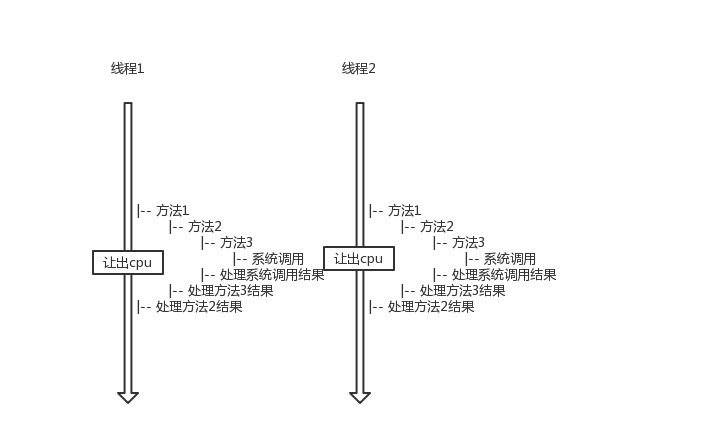 线程1
|-- 方法1
|-- 方法2
|-- 方法3
|-- 系统调用
让出cpu
|-- 处理系统调用结果
|-- 处理方法3结果
|-- 处理方法2结果
线程2
|-- 方法1
|-- 方法2
|-- 方法3
|-- 系统调用
让出cpu
|-- 处理系统调用结果
|-- 处理方法3结果
|-- 处理方法2结果